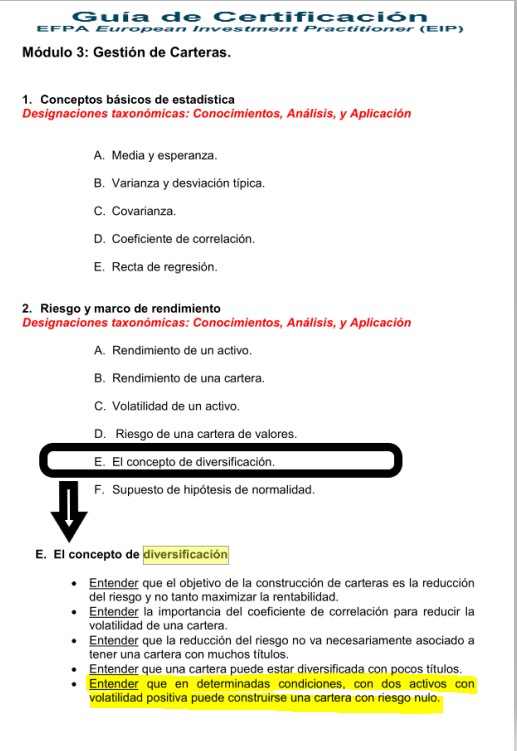 Guía de Certificación
EFPA European Investment Practitioner (EIP)
Módulo 3: Gestión de Carteras.
1. Conceptos básicos de estadística
Designaciones taxonómicas: Conocimientos, Análisis, y Aplicación
A. Media y esperanza.
B. Varianza y desviación típica.
C. Covarianza.
D. Coeficiente de correlación.
E. Recta de regresión.
2. Riesgo y marco de rendimiento
Designaciones taxonómicas: Conocimientos, Análisis, y Aplicación
A. Rendimiento de un activo.
B. Rendimiento de una cartera.
C. Volatilidad de un activo.
D. Riesgo de una cartera de valores.
E. El concepto de diversificación.
F. Supuesto de hipótesis de normalidad.
E. El concepto de diversificación
• Entender que el objetivo de la construcción de carteras es la reducción
del riesgo y no tanto maximizar la rentabilidad.
• Entender la importancia del coeficiente de correlación para reducir la
volatilidad de una cartera.
• Entender que la reducción del riesgo no va necesariamente asociado a
tener una cartera con muchos títulos.
• Entender que una cartera puede estar diversificada con pocos títulos.
• Entender que en determinadas condiciones, con dos activos con
volatilidad positiva puede construirse una cartera con riesgo nulo.